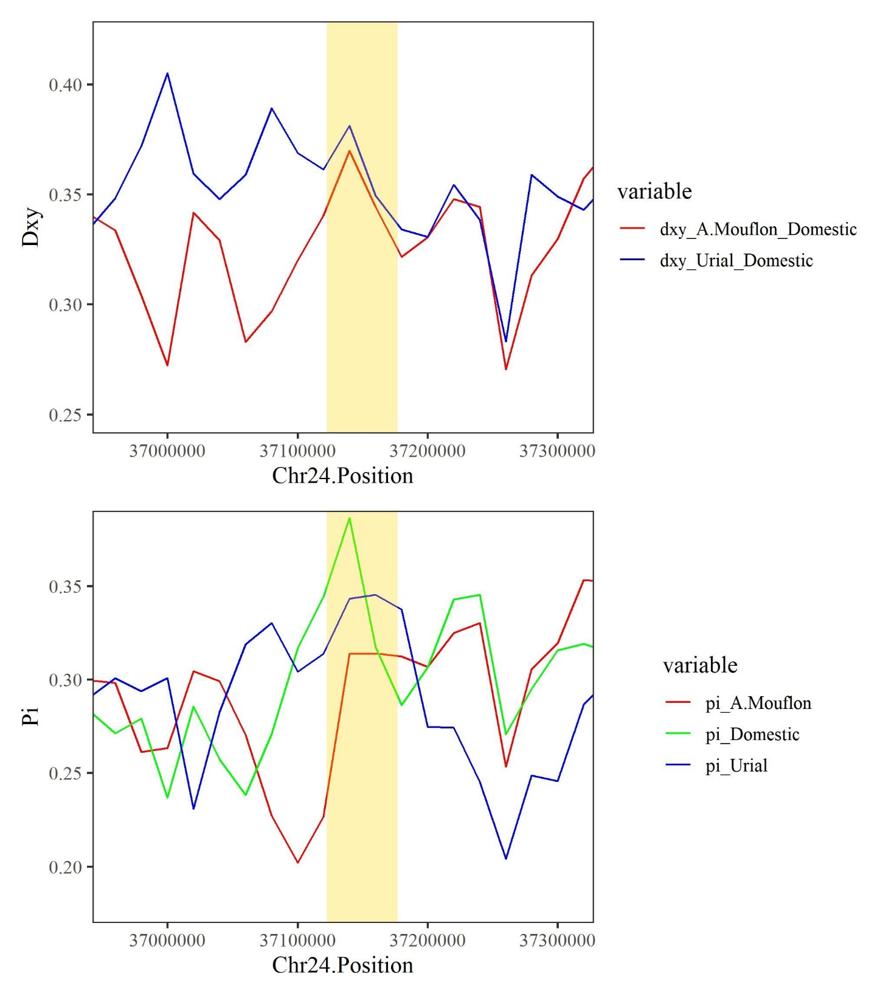 0.40
0.35
0.30
0.25
Dxy
37000000 37100000 37200000 37300000
Chr24.Position
variable
dxy_A.Mouflon_Domestic
dxy_Urial_Domestic
0.35
0.30
0.25
0.20
Pi
37000000 37100000 37200000 37300000
Chr24.Position
variable
pi_A.Mouflon
pi_Domestic
pi_Urial